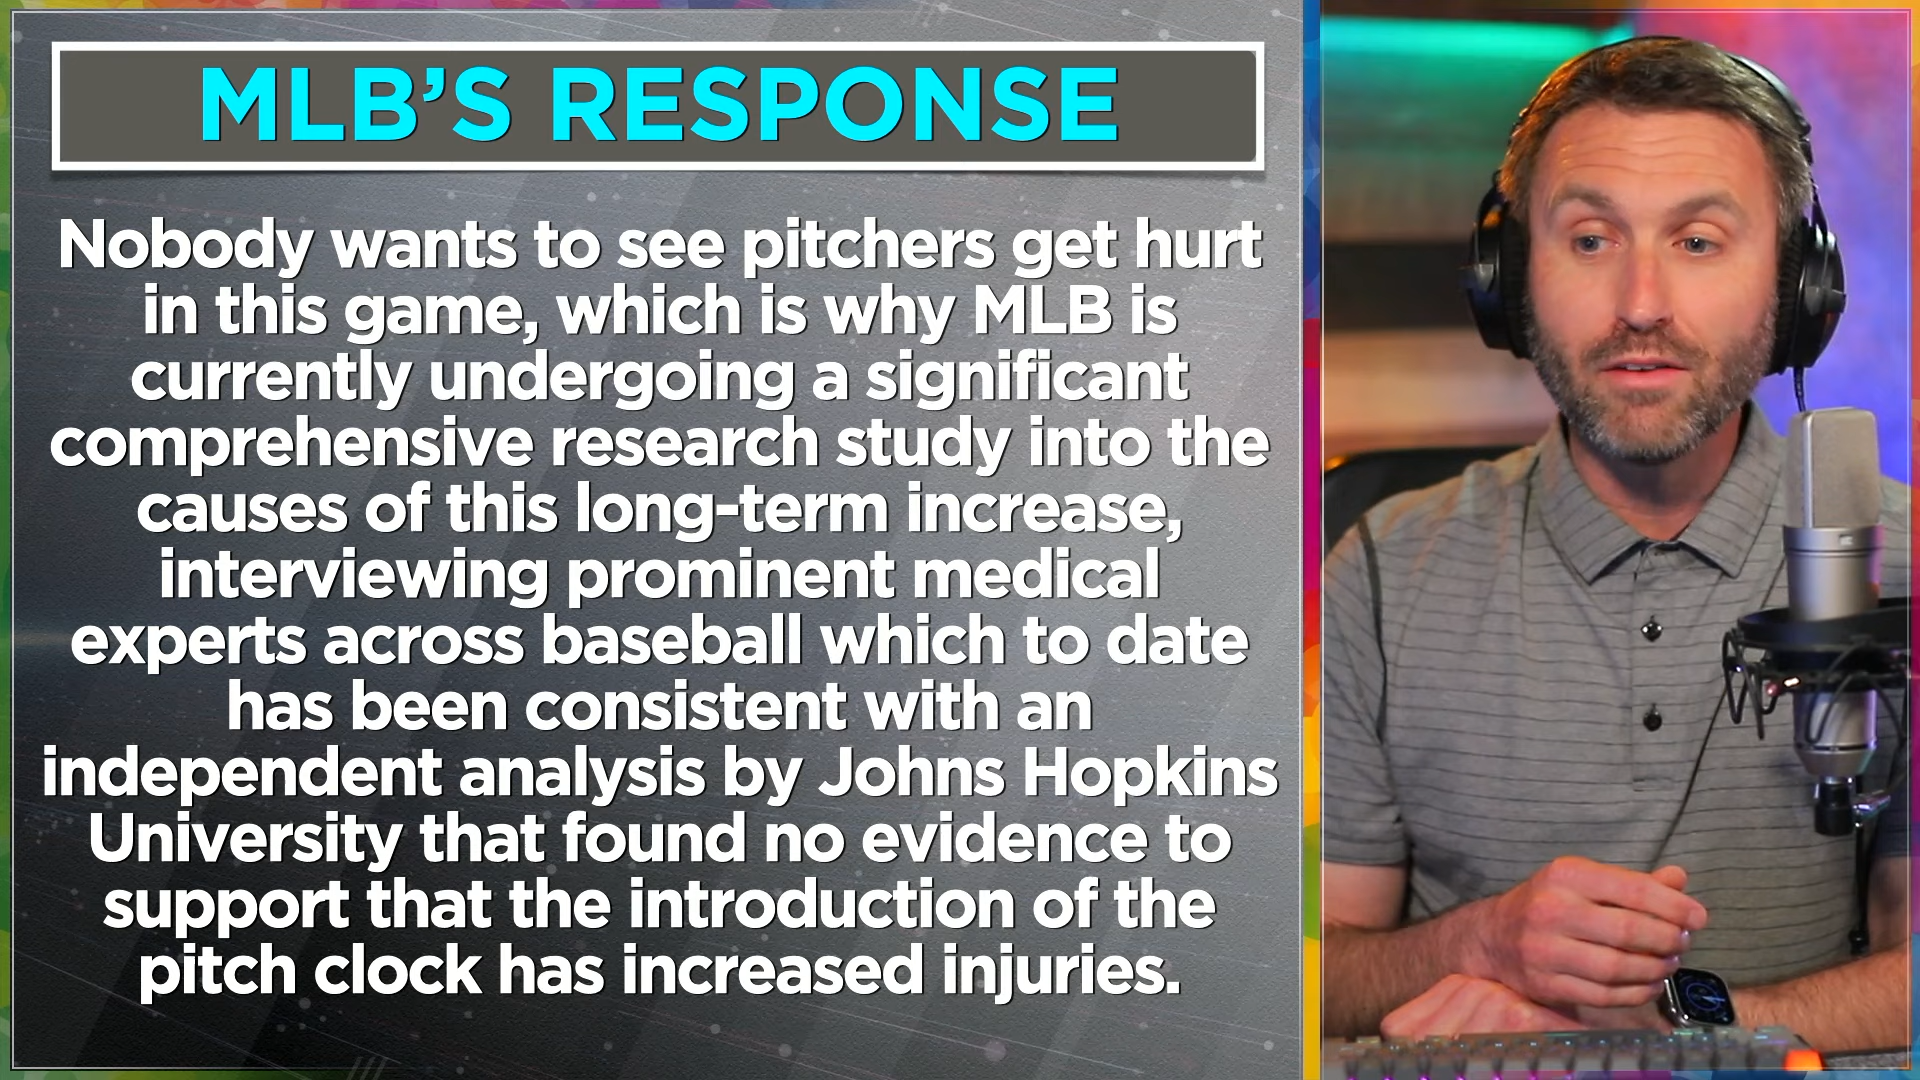 MLB’S RESPONSE
Nobody wants to see pitchers get hurt
in this game, which is why MLB is
currently undergoing a significant
comprehensive research study into the
causes of this long-term increase,
interviewing prominent medical
experts across baseball which to date
has been consistent with an
independent analysis by Johns Hopkins
University that found no evidence to
support that the introduction of the
pitch clock has increased injuries.